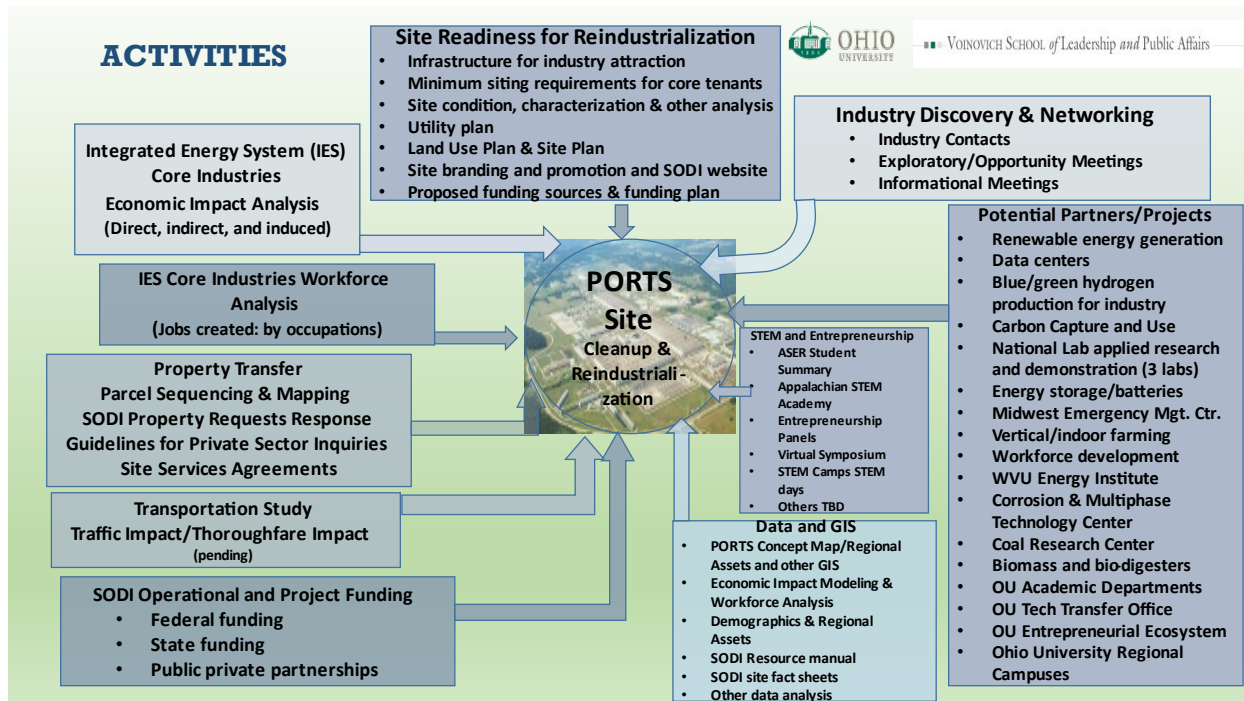 ACTIVITIES
Site Readiness for Reindustrialization
• Infrastructure for industry attraction
• Minimum siting requirements for core tenants
• Site condition, characterization & other analysis
• Utility plan
• Land Use Plan & Site Plan
• Site branding and promotion and SODI website
• Proposed funding sources & funding plan
OHIO
UNIVERSITY
VOINOVICH SCHOOL of Leadership and Public Affairs
Industry Discovery & Networking
• Industry Contacts
• Exploratory/Opportunity Meetings
• Informational Meetings
Integrated Energy System (IES)
Core Industries
Economic Impact Analysis
(Direct, indirect, and induced)
IES Core Industries Workforce
Analysis
(Jobs created: by occupations)
Property Transfer
Parcel Sequencing & Mapping
SODI Property Requests Response
Guidelines for Private Sector Inquiries
Site Services Agreements
Transportation Study
Traffic Impact/Thoroughfare Impact
(pending)
SODI Operational and Project Funding
• Federal funding
• State funding
• Public private partnerships
PORTS
Site
Cleanup &
Reindustriali-
zation
STEM and Entrepreneurship
• ASER Student
Summary
• Appalachian STEM
Academy
• Entrepreneurship
Panels
• Virtual Symposium
• STEM Camps STEM
days
• Others TBD
Data and GIS
• PORTS Concept Map/Regional
Assets and other GIS
• Economic Impact Modeling &
Workforce Analysis
• Demographics & Regional
Assets
• SODI Resource manual
• SODI site fact sheets
• Other data analysis
Potential Partners/Projects
• Renewable energy generation
• Data centers
• Blue/green hydrogen
production for industry
• Carbon Capture and Use
• National Lab applied research
and demonstration (3 labs)
• Energy storage/batteries
• Midwest Emergency Mgt. Ctr.
• Vertical/indoor farming
• Workforce development
• WVU Energy Institute
• Corrosion & Multiphase
Technology Center
• Coal Research Center
• Biomass and bio-digesters
• OU Academic Departments
• OU Tech Transfer Office
• OU Entrepreneurial Ecosystem
• Ohio University Regional
Campuses